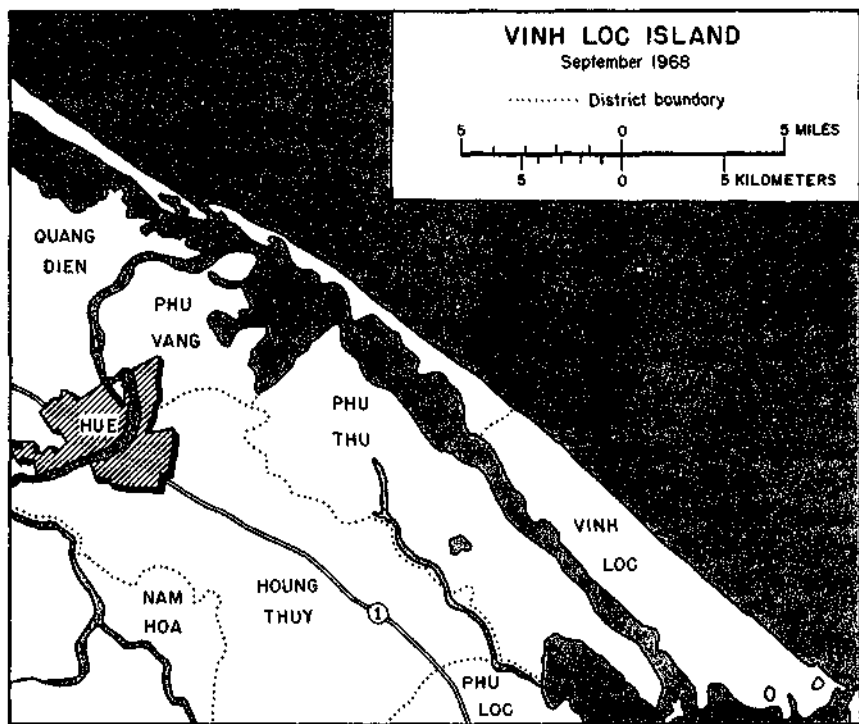 VINH LOC ISLAND
September 1968
District boundary
5 0 5 MILES
5 0 5 KILOMETERS
QUANG
DIEN
PHU
VANG
HUE
PHU
THU
VINH
LOC
NAM
HOA
HOUNG
THUY
1
PHU
LOC